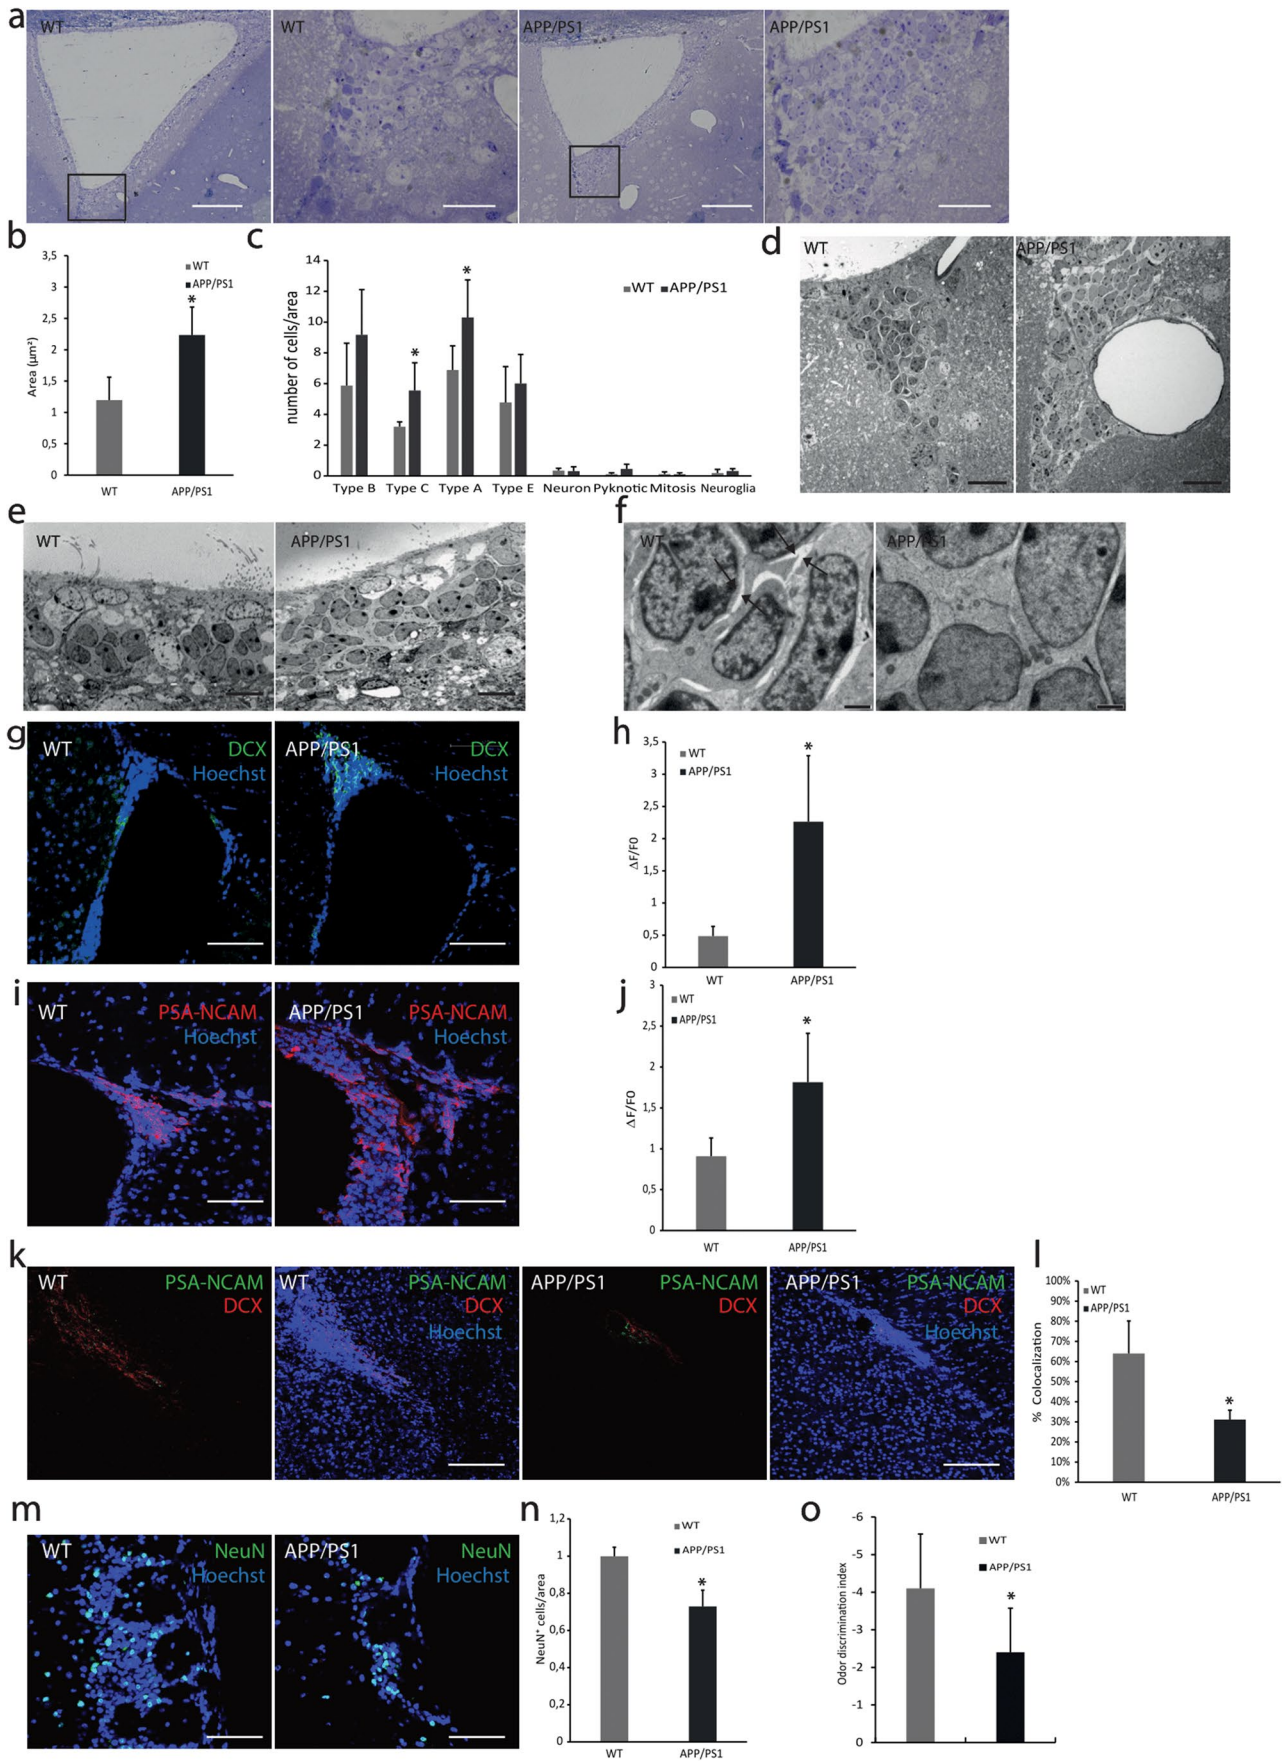 a
WT
WT
APP/PS1
APP/PS1
b
3,5
3
2,5
2
1,5
1
0,5
0
Area (µm²)
WT
APP/PS1
*
WT
APP/PS1
c
14
12
10
8
6
4
2
0
number of cells/area
WT
APP/PS1
*
*
Type B
Type C
Type A
Type E
Neuron
Pyknotic
Mitosis
Neuroglia
d
WT
APP/PS1
e
WT
APP/PS1
f
WT
APP/PS1
g
WT
DCX
Hoechst
APP/PS1
DCX
Hoechst
h
3,5
3
2,5
2
1,5
1
0,5
0
ΔF/F0
WT
APP/PS1
*
WT
APP/PS1
i
WT
PSA-NCAM
Hoechst
APP/PS1
PSA-NCAM
Hoechst
j
3
2,5
2
1,5
1
0,5
0
ΔF/F0
WT
APP/PS1
*
WT
APP/PS1
k
WT
PSA-NCAM
DCX
WT
PSA-NCAM
DCX
Hoechst
APP/PS1
PSA-NCAM
DCX
APP/PS1
PSA-NCAM
DCX
Hoechst
l
100%
90%
80%
70%
60%
50%
40%
30%
20%
10%
0%
% Colocalization
WT
APP/PS1
*
WT
APP/PS1
m
WT
NeuN
Hoechst
APP/PS1
NeuN
Hoechst
n
1,2
1
0,8
0,6
0,4
0,2
0
NeuN⁺ cells/area
WT
APP/PS1
*
WT
APP/PS1
o
-6
-5
-4
-3
-2
-1
0
Odor discrimination index
WT
APP/PS1
*